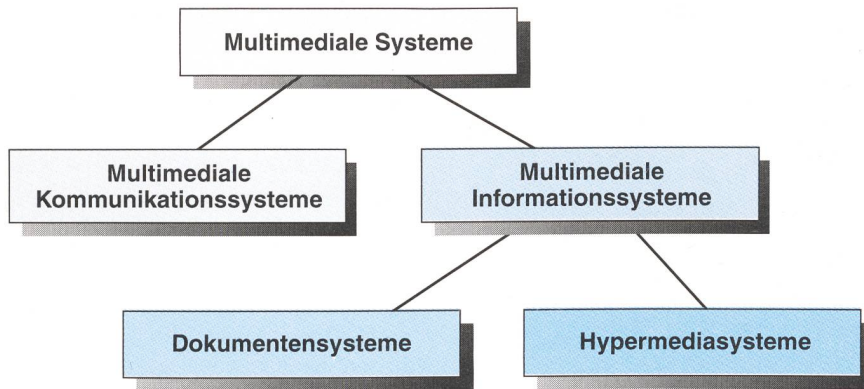 Multimediale Systeme
Multimediale
Kommunikationssysteme
Multimediale
Informationssysteme
Dokumentensysteme
Hypermediasysteme